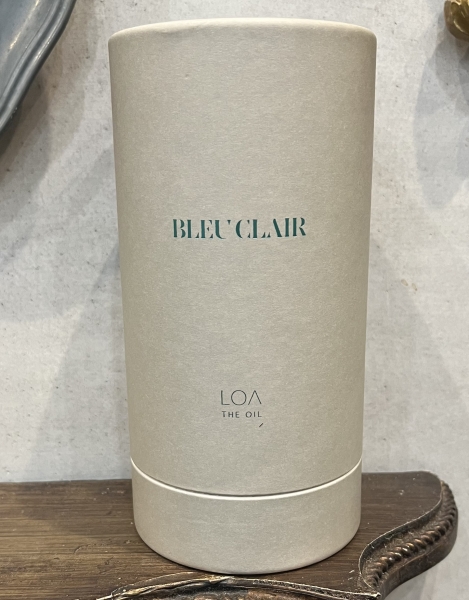 BLEU CLAIR
LOA
THE OIL